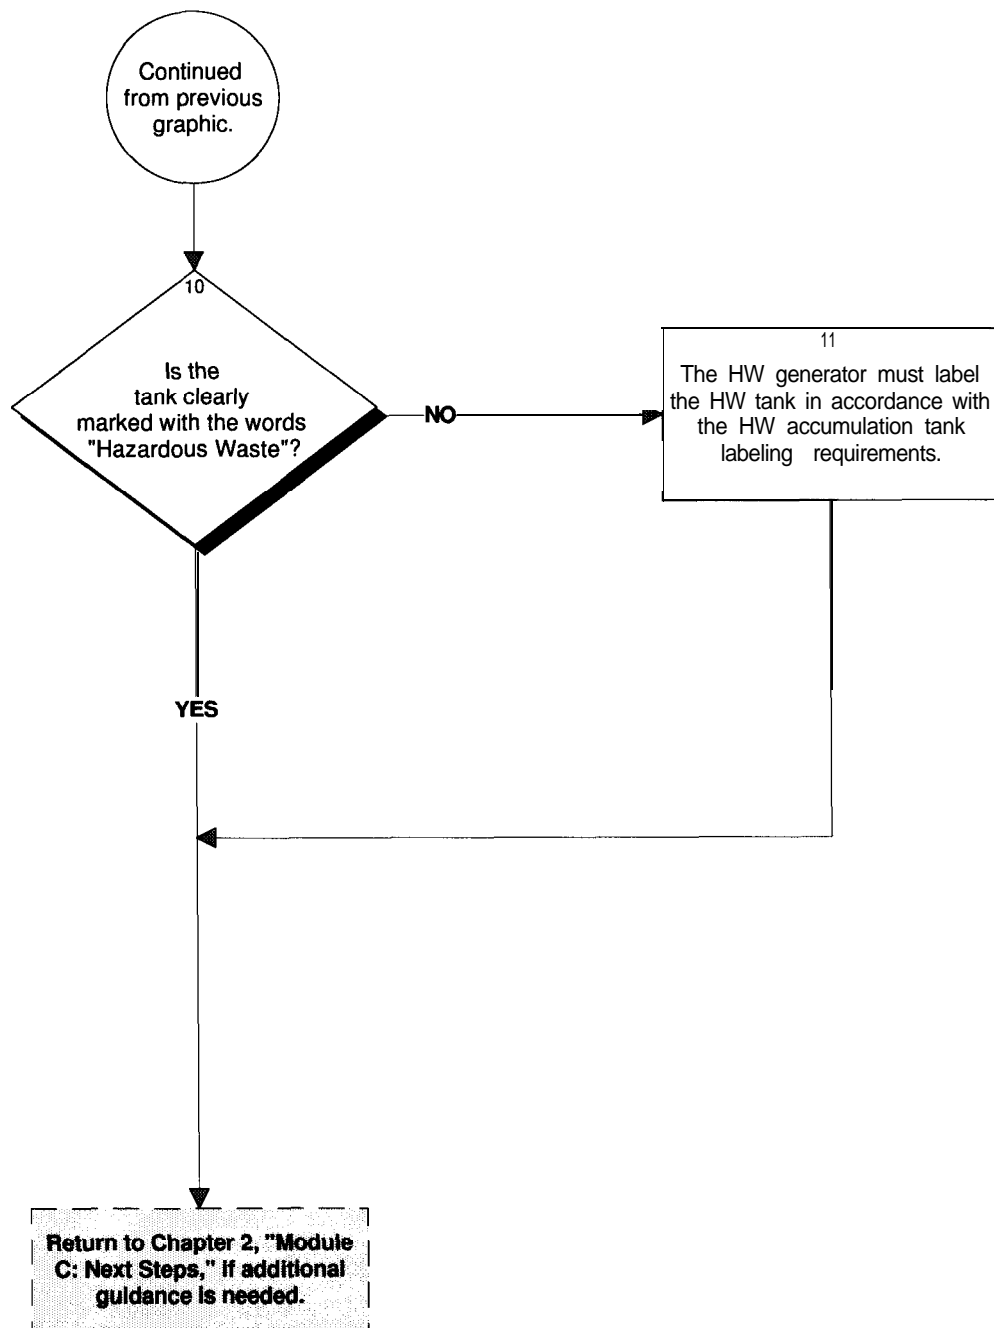 Continued
from previous
graphic.
10
Is the
tank clearly
marked with the words
"Hazardous Waste"?
NO
11
The HW generator must label
the HW tank in accordance with
the HW accumulation tank
labeling requirements.
YES
Return to Chapter 2, "Module
C: Next Steps," if additional
guidance is needed.